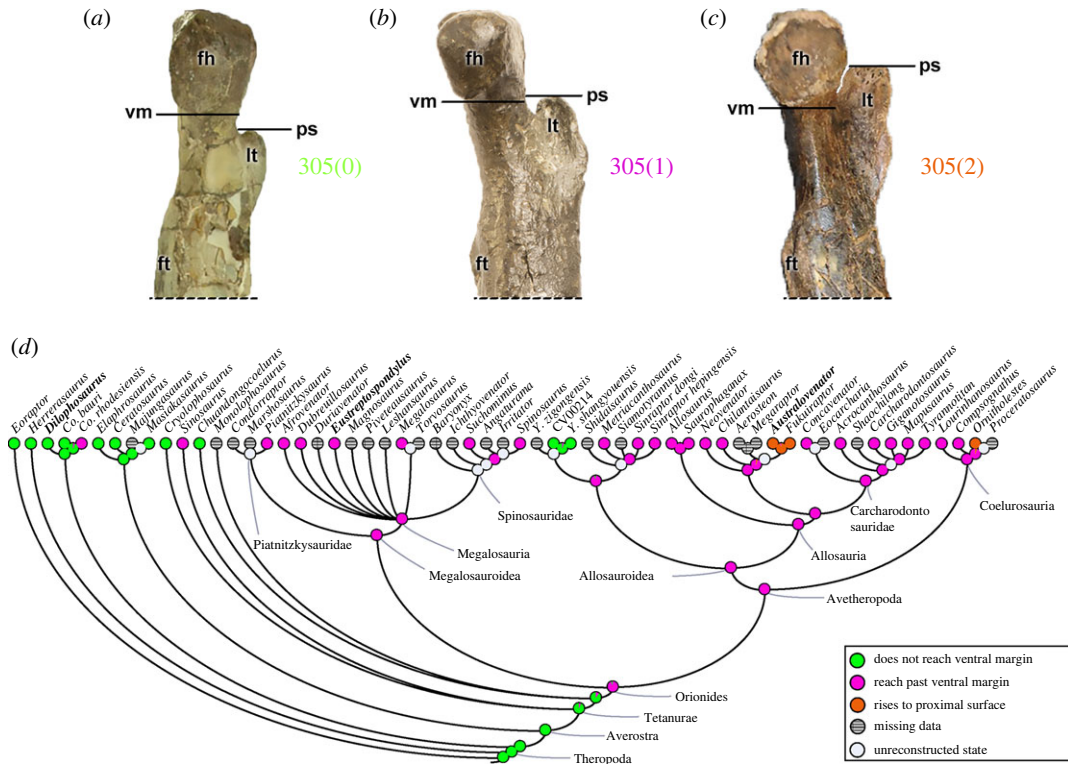 (a)
(b)
(c)
fh
vm
ps
lt
305(0)
ft
fh
vm
ps
lt
305(1)
ft
fh
vm
ps
lt
305(2)
ft
(d)
Eoraptor
Herrerasaurus
Dilophosaurus
Co. bauri
Co. rhodesiensis
Elaphrosaurus
Ceratosaurus
Majungasaurus
Masiakasaurus
Cryolophosaurus
Sinosaurus
Chuandongocoelurus
Monolophosaurus
Condorraptor
Marshosaurus
Piatnitzkysaurus
Afrovenator
Dubreuillosaurus
Duriavenator
Eustreptospondylus
Magnosaurus
Piveteausaurus
Leshansaurus
Megalosaurus
Torvosaurus
Baryonyx
Ichthyovenator
Suchomimus
Angaturama
Irritator
Spinosaurus
Y. zigongensis
CV00214
Y. shangyouensis
Shidaisaurus
Metriacanthosaurus
Siamotyrannus
Sinraptor dongi
Sinraptor hepingensis
Allosaurus
Saurophaganax
Neovenator
Chilantaisaurus
Aerosteon
Megaraptor
Australovenator
Fukuiraptor
Concavenator
Eocarcharia
Acrocanthosaurus
Shaochilong
Carcharodontosaurus
Giganotosaurus
Mapusaurus
Tyrannotitan
Lourinhanosaurus
Compsognathus
Ornitholestes
Proceratosaurus
Spinosauridae
Piatnitzkysauridae
Megalosauria
Megalosauroidea
Carcharodonto
sauridae
Coelurosauria
Allosauria
Allosauroidea
Avetheropoda
Orionides
Tetanurae
Averostra
Theropoda
does not reach ventral margin
reach past ventral margin
rises to proximal surface
missing data
unreconstructed state